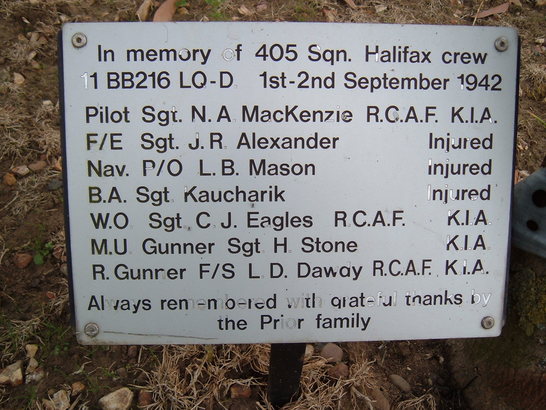 In memory of 405 Sqn. Halifax crew
11 BB216 LQ-D 1st-2nd September 1942
Pilot Sgt. N.A MacKenzie R.C.A.F. K.I.A.
F/E Sgt. J.R. Alexander Injured
Nav. P/O L.B. Mason Injured
B.A. Sgt Kaucharik Injured
W.O Sgt. C.J. Eagles R.C.A.F. K.I.A
M.U Gunner Sgt H Stone K.I.A
R.Gunner F/S L.D. Dawdy R.C.A.F. K.I.A.
Always remembered with grateful thanks by
the Prior family